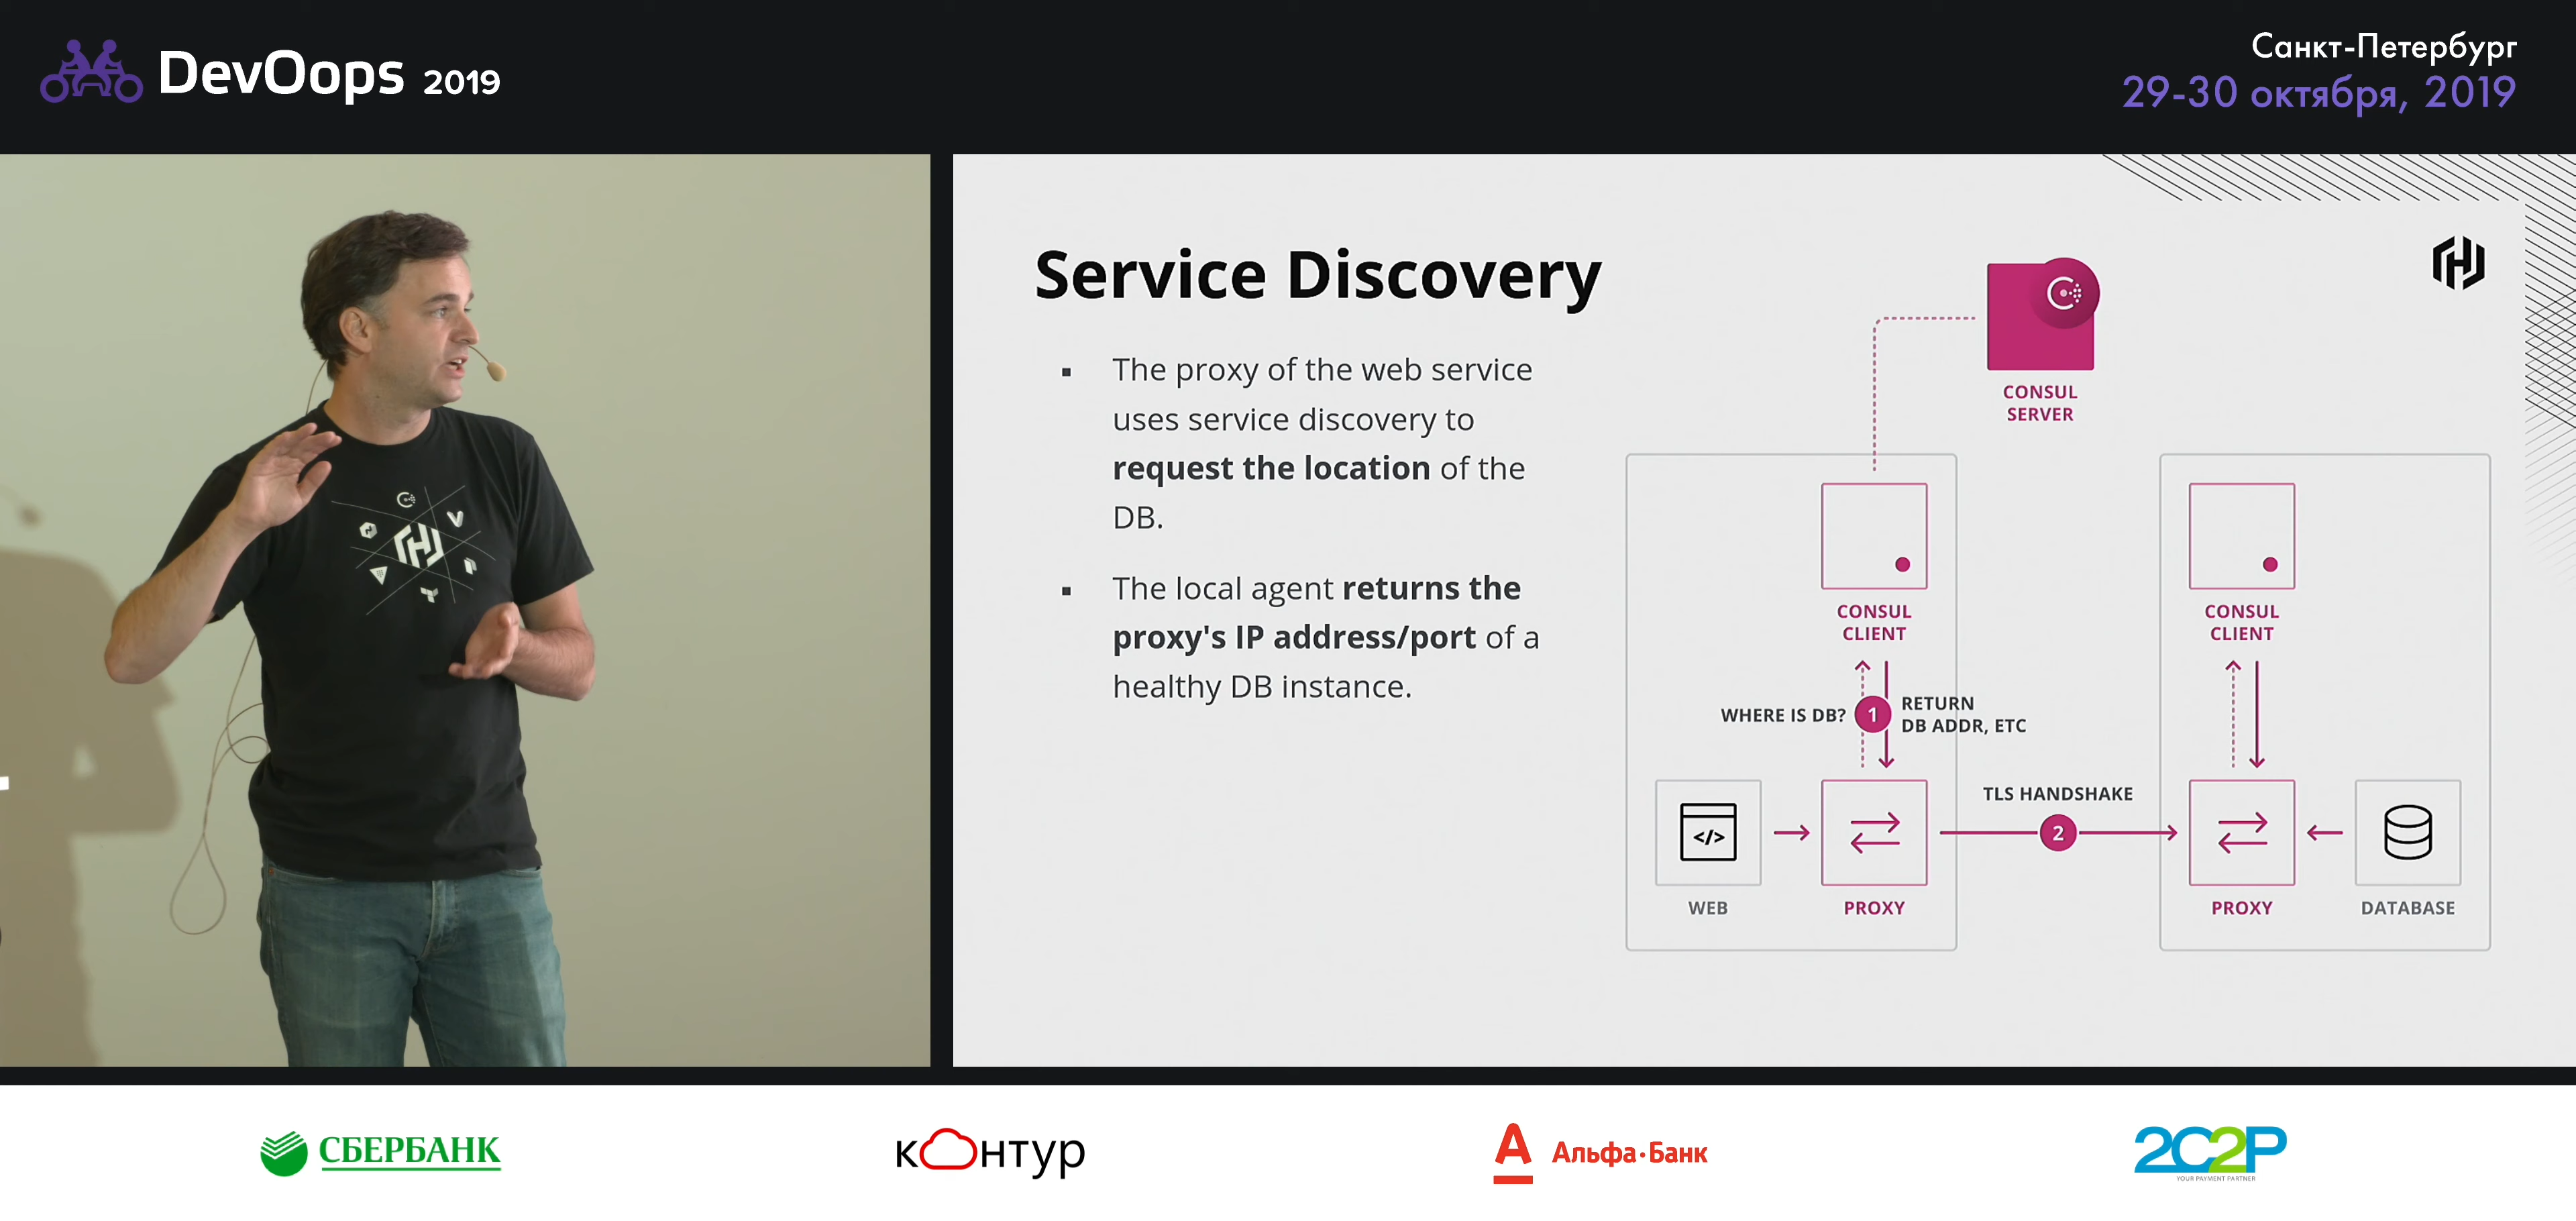 DevOops 2019
Санкт-Петербург
29-30 октября, 2019
Service Discovery
The proxy of the web service
uses service discovery to
request the location of the
DB.
The local agent returns the
proxy's IP address/port of a
healthy DB instance.
CONSUL
SERVER
CONSUL
CLIENT
CONSUL
CLIENT
WHERE IS DB?
1
RETURN
DB ADDR, ETC
TLS HANDSHAKE
2
</>
WEB
PROXY
PROXY
DATABASE
СБЕРБАНК
контур
А Альфа·Банк
2C2P
YOUR PAYMENT PARTNER